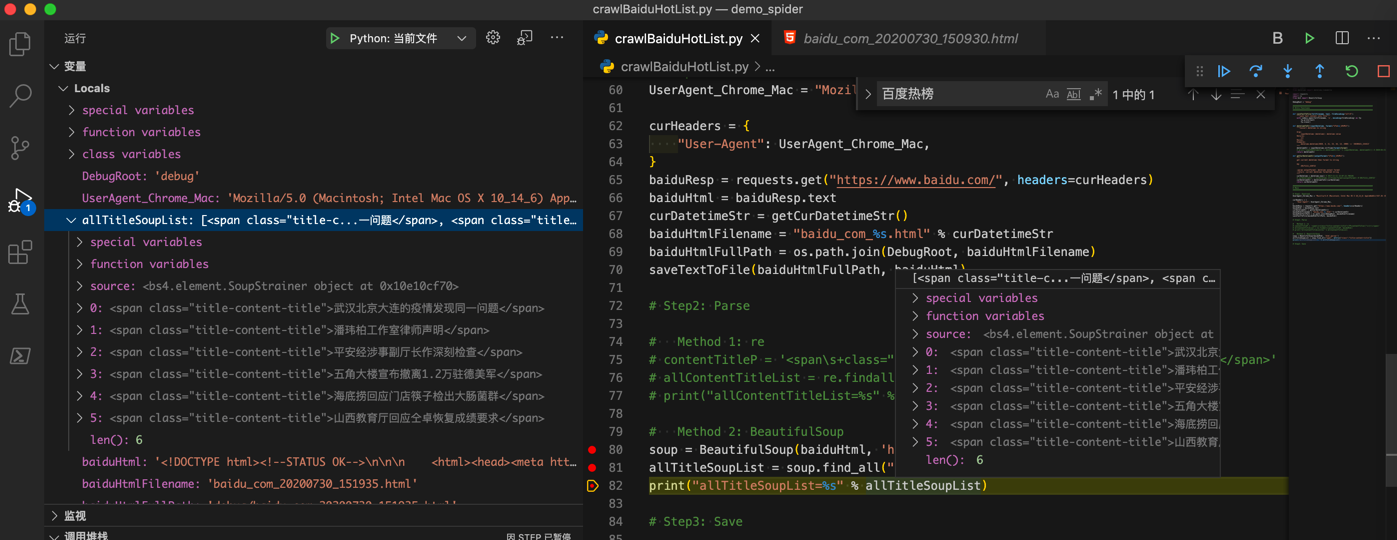 crawlBaiduHotList.py — demo_spider
运行
Python: 当前文件
变量
Locals
special variables
function variables
class variables
DebugRoot: 'debug'
UserAgent_Chrome_Mac: 'Mozilla/5.0 (Macintosh; Intel Mac OS X 10_14_6) App…
allTitleSoupList: [<span class="title-c...一问题</span>, <span class="title…
special variables
function variables
source: <bs4.element.SoupStrainer object at 0x10e10cf70>
0: <span class="title-content-title">武汉北京大连的疫情发现同一问题</span>
1: <span class="title-content-title">潘玮柏工作室律师声明</span>
2: <span class="title-content-title">平安经涉事副厅长作深刻检查</span>
3: <span class="title-content-title">五角大楼宣布撤离1.2万驻德美军</span>
4: <span class="title-content-title">海底捞回应门店筷子检出大肠菌群</span>
5: <span class="title-content-title">山西教育厅回应仝卓恢复成绩要求</span>
len(): 6
baiduHtml: '<!DOCTYPE html><!--STATUS OK-->\n\n\n    <html><head><meta htt…
baiduHtmlFilename: 'baidu_com_20200730_151935.html'
监视
调用堆栈
因 STEP 已暂停
1
crawlBaiduHotList.py
baidu_com_20200730_150930.html
B
crawlBaiduHotList.py > ...
百度热榜
Aa
Abl
.*
1 中的 1
60 UserAgent_Chrome_Mac = "Mozil
61
62 curHeaders = {
63 ····"User-Agent": UserAgent_Chrome_Mac,
64 }
65 baiduResp = requests.get("https://www.baidu.com/", headers=curHeaders)
66 baiduHtml = baiduResp.text
67 curDatetimeStr = getCurDatetimeStr()
68 baiduHtmlFilename = "baidu_com_%s.html" % curDatetimeStr
69 baiduHtmlFullPath = os.path.join(DebugRoot, baiduHtmlFilename)
70 saveTextToFile(baiduHtmlFullPath, baiduHtml)
71
72 # Step2: Parse
73
74 #   Method 1: re
75 # contentTitleP = '<span\s+class=" </span>'
76 # allContentTitleList = re.findall
77 # print("allContentTitleList=%s" %
78
79 #   Method 2: BeautifulSoup
80 soup = BeautifulSoup(baiduHtml, 'h
81 allTitleSoupList = soup.find_all("
82 print("allTitleSoupList=%s" % allTitleSoupList)
83
84 # Step3: Save
85
[<span class="title-c...一问题</span>, <span c…
special variables
function variables
source: <bs4.element.SoupStrainer object at
0: <span class="title-content-title">武汉北京
1: <span class="title-content-title">潘玮柏工
2: <span class="title-content-title">平安经涉
3: <span class="title-content-title">五角大楼
4: <span class="title-content-title">海底捞回
5: <span class="title-content-title">山西教育
len(): 6